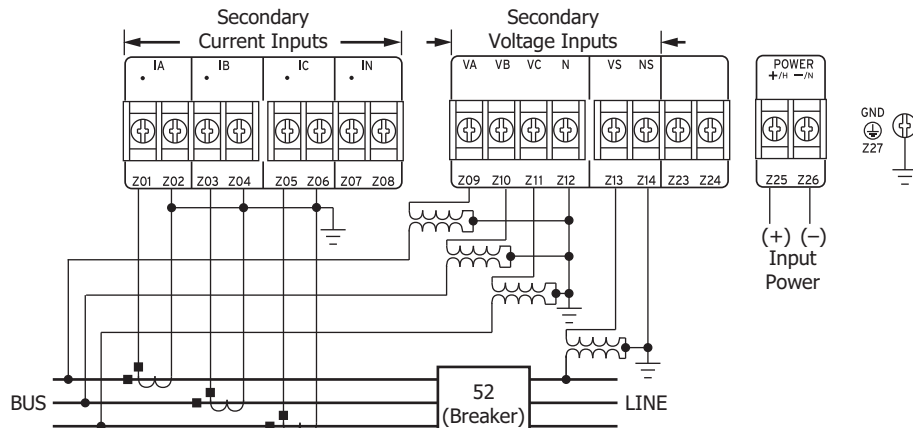 Secondary
Current Inputs
Secondary
Voltage Inputs
IA IB IC IN
VA VB VC N VS NS
POWER
+/H −/N
GND
Z27
Z01 Z02 Z03 Z04 Z05 Z06 Z07 Z08
Z09 Z10 Z11 Z12 Z13 Z14 Z23 Z24
Z25 Z26
(+) (−)
Input
Power
BUS
52
(Breaker)
LINE